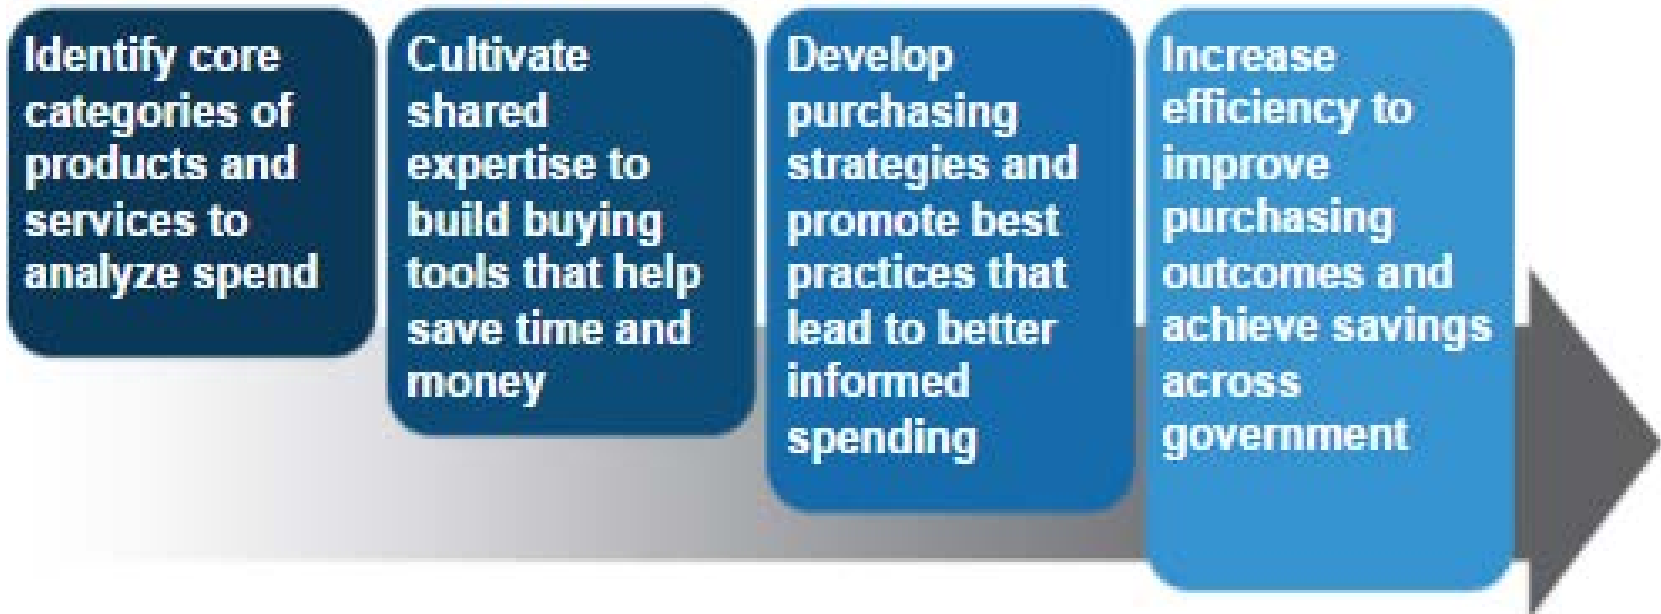 Identify core
categories of
products and
services to
analyze spend
Cultivate
shared
expertise to
build buying
tools that help
save time and
money
Develop
purchasing
strategies and
promote best
practices that
lead to better
informed
spending
Increase
efficiency to
improve
purchasing
outcomes and
achieve savings
across
government